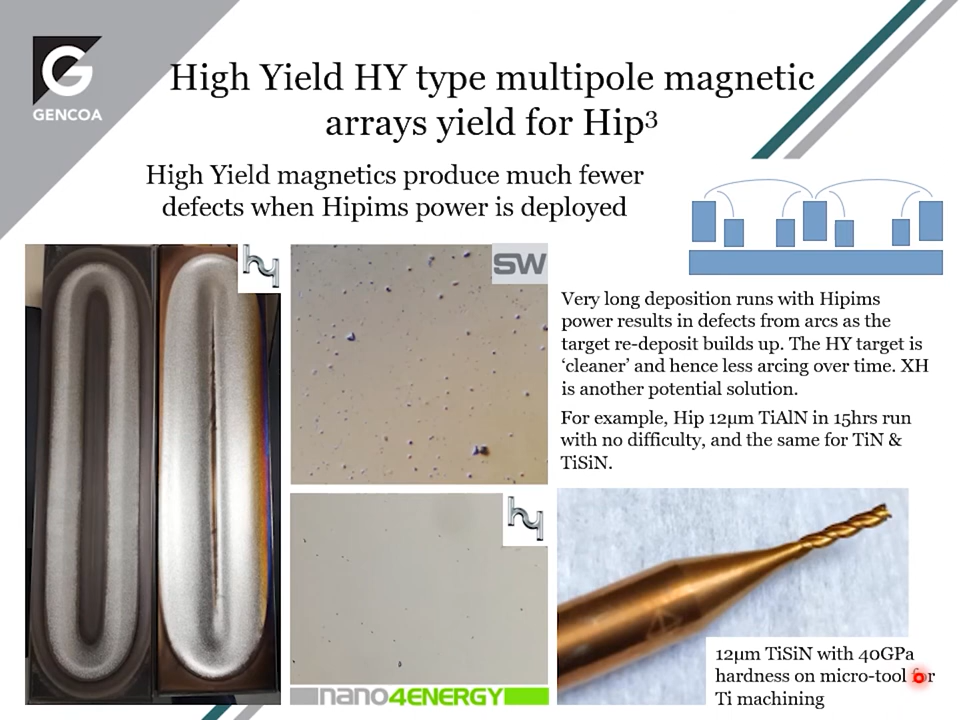 GENCOA
High Yield HY type multipole magnetic
arrays yield for Hip³
High Yield magnetics produce much fewer
defects when Hipims power is deployed
hy
SW
Very long deposition runs with Hipims
power results in defects from arcs as the
target re-deposit builds up. The HY target is
‘cleaner’ and hence less arcing over time. XH
is another potential solution.
For example, Hip 12µm TiAlN in 15hrs run
with no difficulty, and the same for TiN &
TiSiN.
hy
nano4ENERGY
12µm TiSiN with 40GPa
hardness on micro-tool for
Ti machining